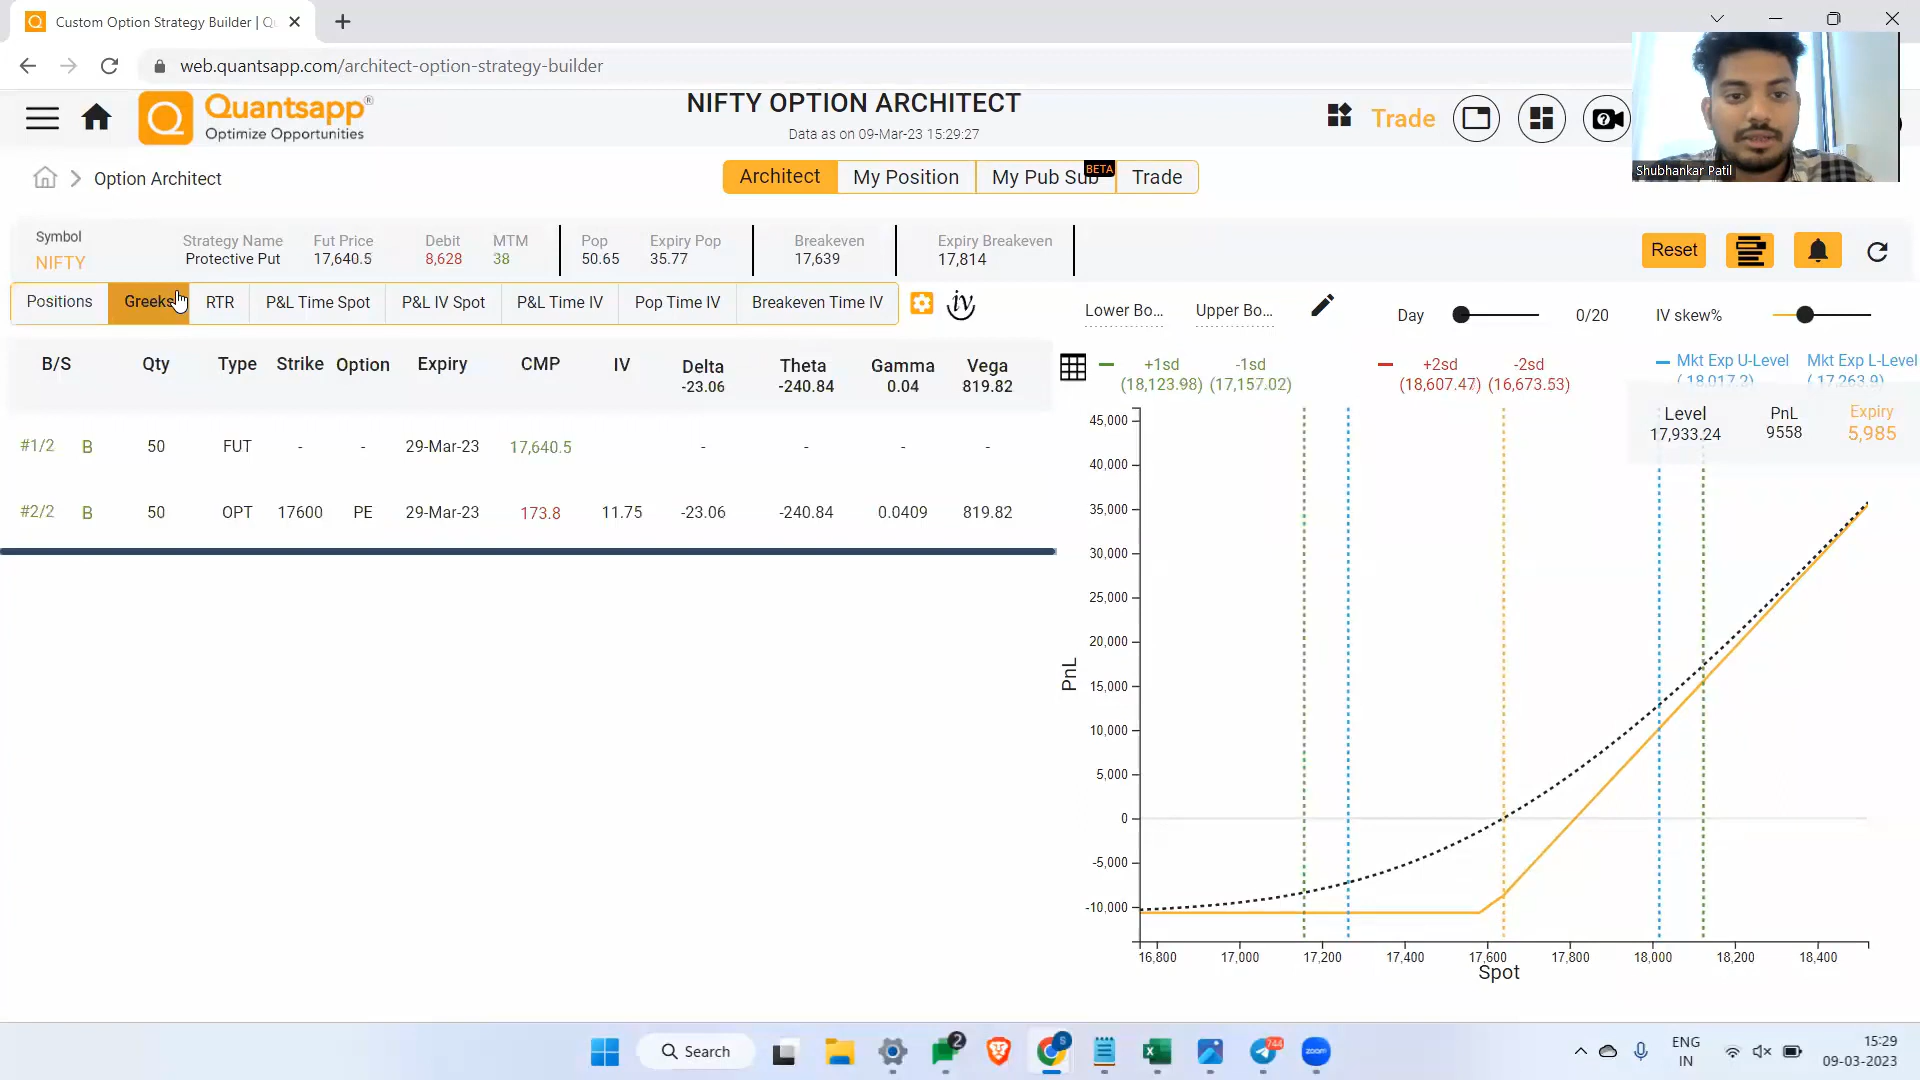 Custom Option Strategy Builder | Q
web.quantsapp.com/architect-option-strategy-builder
Quantsapp®
Optimize Opportunities
NIFTY OPTION ARCHITECT
Data as on 09-Mar-23 15:29:27
Trade
Shubhankar Patil
Option Architect
Architect My Position My Pub Sub BETA Trade
Symbol
NIFTY
Strategy Name Fut Price Debit MTM Pop Expiry Pop Breakeven Expiry Breakeven
Protective Put 17,640.5 8,628 38 50.65 35.77 17,639 17,814
Reset
Positions Greeks RTR P&L Time Spot P&L IV Spot P&L Time IV Pop Time IV Breakeven Time IV iv
Lower Bo... Upper Bo... Day 0/20 IV skew%
B/S Qty Type Strike Option Expiry CMP IV Delta Theta Gamma Vega
-23.06 -240.84 0.04 819.82
#1/2 B 50 FUT - - 29-Mar-23 17,640.5 - - - -
#2/2 B 50 OPT 17600 PE 29-Mar-23 173.8 11.75 -23.06 -240.84 0.0409 819.82
+1sd -1sd +2sd -2sd Mkt Exp U-Level Mkt Exp L-Level
(18,123.98) (17,157.02) (18,607.47) (16,673.53) (18,017.2) (17,263.9)
Level PnL Expiry
17,933.24 9558 5,985
45,000
40,000
35,000
30,000
25,000
20,000
15,000
10,000
5,000
0
-5,000
-10,000
PnL
16,800 17,000 17,200 17,400 17,600 17,800 18,000 18,200 18,400
Spot
Search
2
S
744
zoom
ENG
IN
15:29
09-03-2023